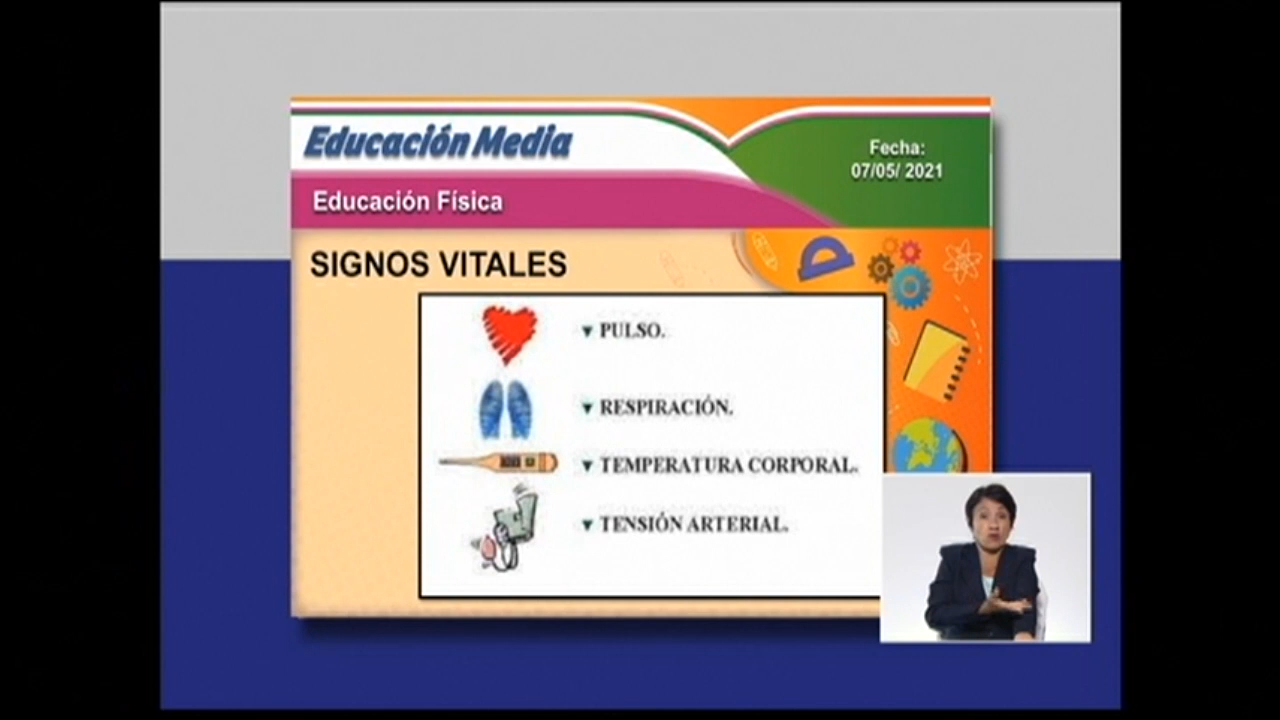 Educación Media
Fecha:
07/05/ 2021
Educación Física
SIGNOS VITALES
▼ PULSO.
▼ RESPIRACIÓN.
▼ TEMPERATURA CORPORAL.
▼ TENSIÓN ARTERIAL.